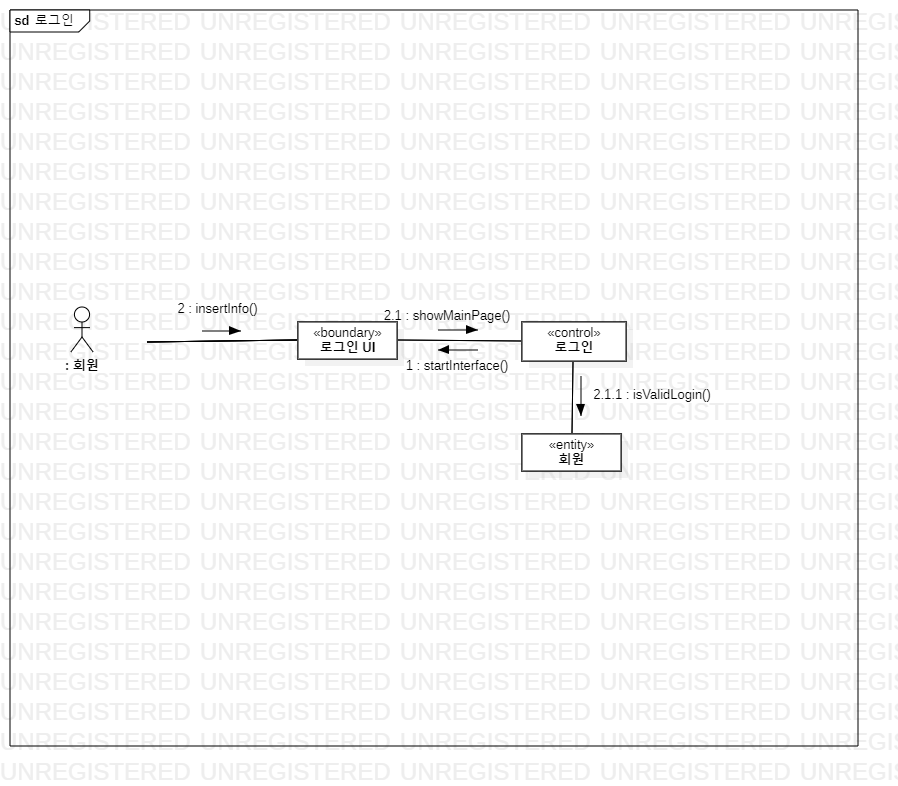 sd 로그인
2 : insertInfo()
2.1 : showMainPage()
«boundary»
로그인 UI
«control»
로그인
: 회원
1 : startInterface()
2.1.1 : isValidLogin()
«entity»
회원
UNREGISTERED